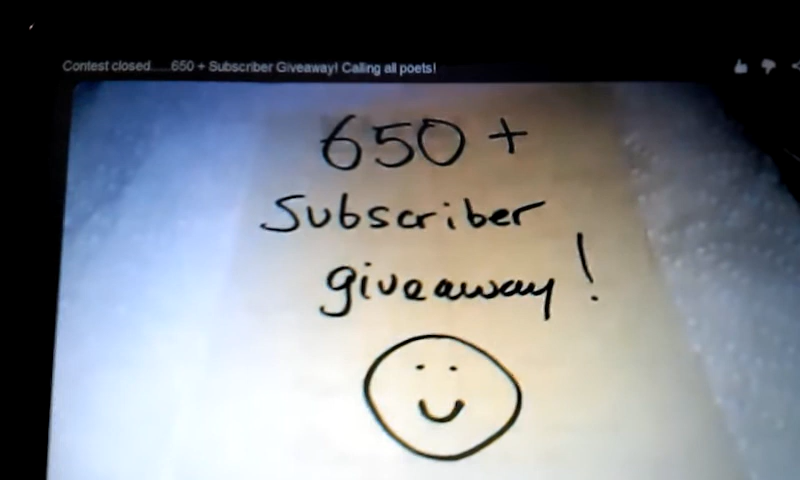 Contest closed.....650 + Subscriber Giveaway! Calling all poets!
650 +
Subscriber
giveaway!